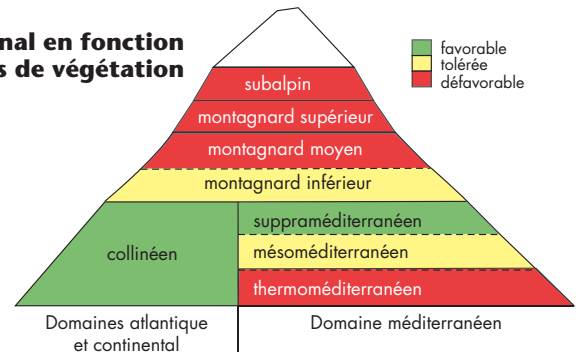 nal en fonction
s de végétation
favorable
tolérée
défavorable
subalpin
montagnard supérieur
montagnard moyen
montagnard inférieur
collinéen
suppraméditerranéen
mésoméditerranéen
thermoméditerranéen
Domaines atlantique
et continental
Domaine méditerranéen